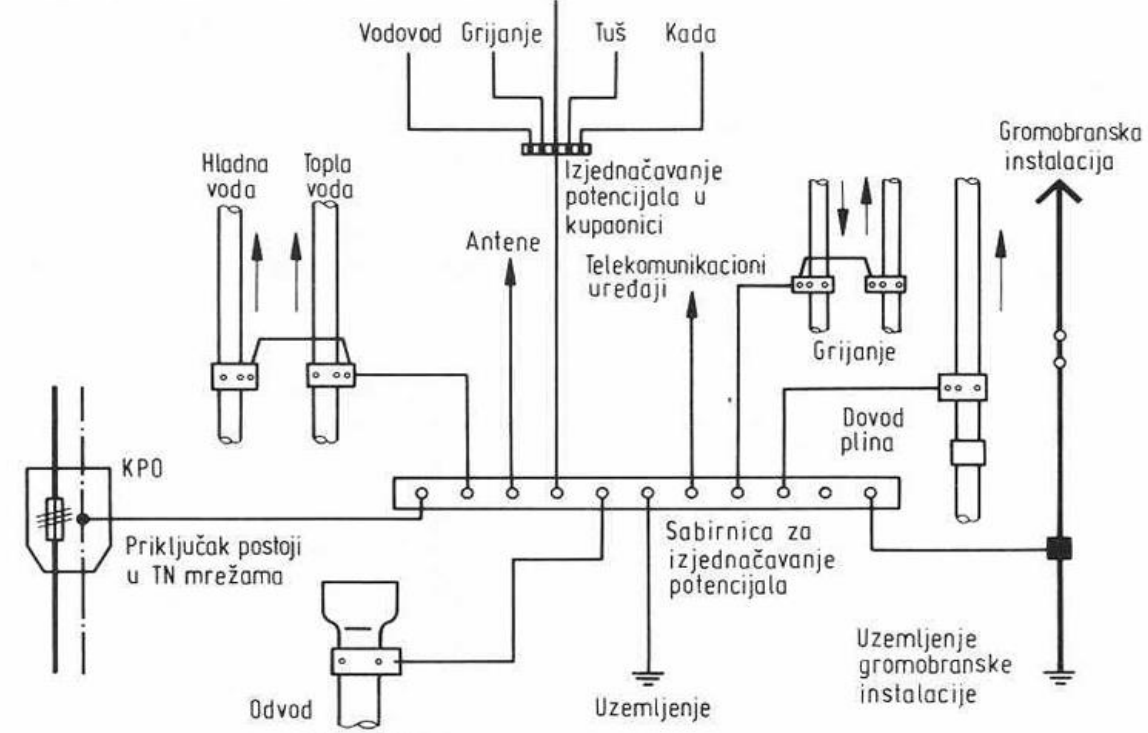 Vodovod Grijanje Tuš Kada
Gromobranska
instalacija
Hladna
voda
Topla
voda
Izjednačavanje
potencijala u
kupaonici
Antene
Telekomunikacioni
uređaji
Grijanje
Dovod
plina
KPO
Priključak postoji
u TN mrežama
Sabirnica za
izjednačavanje
potencijala
Odvod
Uzemljenje
Uzemljenje
gromobranske
instalacije